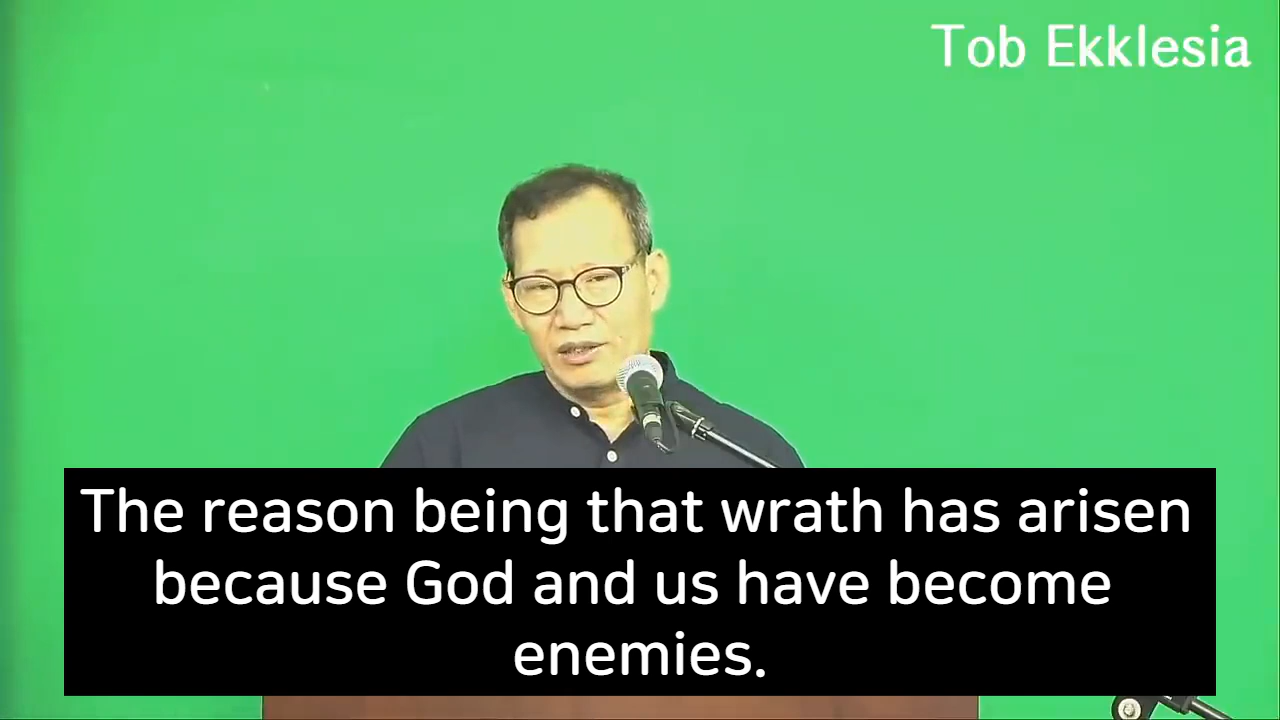 Tob Ekklesia
The reason being that wrath has arisen
because God and us have become
enemies.